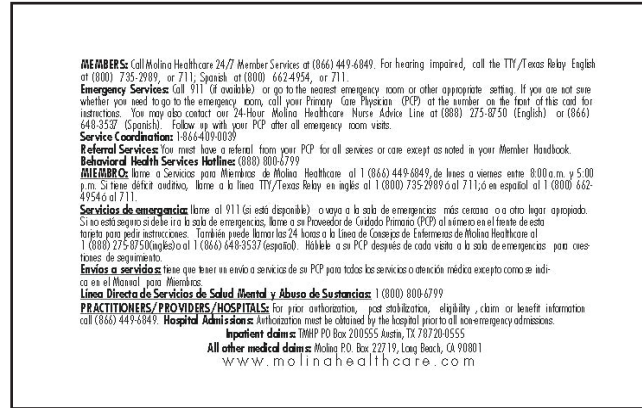 MEMBERS: Call Molina Healthcare 24/7 Member Services at (866) 449-6849. For hearing impaired, call the TTY/Texas Relay English
at (800) 735-2989, or 711; Spanish at (800) 662-4954, or 711.
Emergency Services: Call 911 (if available) or go to the nearest emergency room or other appropriate setting. If you are not sure
whether you need to go to the emergency room, call your Primary Care Physician (PCP) at the number on the front of this card for
instructions. You may also contact our 24-Hour Molina Healthcare Nurse Advice Line at (888) 275-8750 (English) or (866)
648-3537 (Spanish). Follow up with your PCP after all emergency room visits.
Service Coordination: 1-866-409-0039
Referral Services: You must have a referral from your PCP for all services or care except as noted in your Member Handbook.
Behavioral Health Services Hotline: (888) 800-6799
MIEMBRO: llame a Servicios para Miembros de Molina Healthcare al 1 (866) 449-6849, de lunes a viernes entre 8:00 a.m. y 5:00
p.m. Si tiene déficit auditivo, llame a la línea TTY/Texas Relay en inglés al 1 (800) 735-2989 ó al 711; ó en español al 1 (800) 662-
4954 ó al 711.
Servicios de emergencia: llame al 911 (si está disponible) o vaya a la sala de emergencias más cercana o a otro lugar apropiado.
Si no está seguro si debe ir a la sala de emergencias, llame a su Proveedor de Cuidado Primario (PCP) al número en el frente de esta
tarjeta para pedir instrucciones. También puede llamar las 24 horas a la Línea de Consejos de Enfermeras de Molina Healthcare al
1 (888) 275-8750 (inglés) o al 1 (866) 648-3537 (español). Háblele a su PCP después de cada visita a la sala de emergencias para cres-
tiones de seguimiento.
Envíos a servicios: tiene que tener un envío a servicios de su PCP para todos los servicios o atención médica excepto como se indi-
ca en el Manual para Miembros.
Línea Directa de Servicios de Salud Mental y Abuso de Sustancias: 1 (800) 800-6799
PRACTITIONERS/PROVIDERS/HOSPITALS: For prior authorization, post stabilization, eligibility, claim or benefit information
call (866) 449-6849. Hospital Admissions: Authorization must be obtained by the hospital prior to all non-emergency admissions.
Inpatient claims: TMHP PO Box 200555 Austin, TX 78720-0555
All other medical claims: Molina P.O. Box 22719, Long Beach, CA 90801
www.molinahealthcare.com